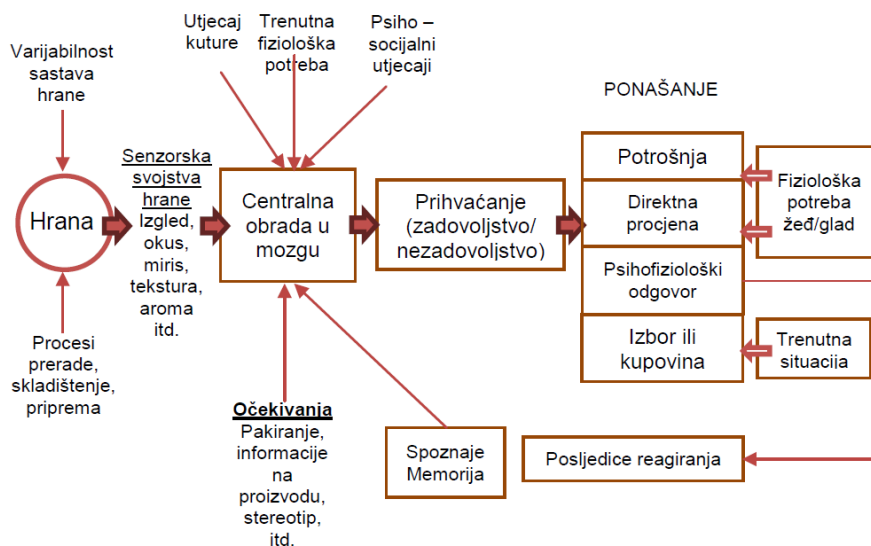 Varijabilnost
sastava
hrane
Utjecaj
kuture
Trenutna
fiziološka
potreba
Psiho –
socijalni
utjecaji
PONAŠANJE
Hrana
Procesi
prerade,
skladištenje,
priprema
Senzorska
svojstva
hrane
Izgled,
okus,
miris,
tekstura,
aroma
itd.
Centralna
obrada u
mozgu
Prihvaćanje
(zadovoljstvo/
nezadovoljstvo)
Potrošnja
Direktna
procjena
Psihofiziološki
odgovor
Izbor ili
kupovina
Fiziološka
potreba
žeđ/glad
Trenutna
situacija
Očekivanja
Pakiranje,
informacije
na
proizvodu,
stereotip,
itd.
Spoznaje
Memorija
Posljedice reagiranja